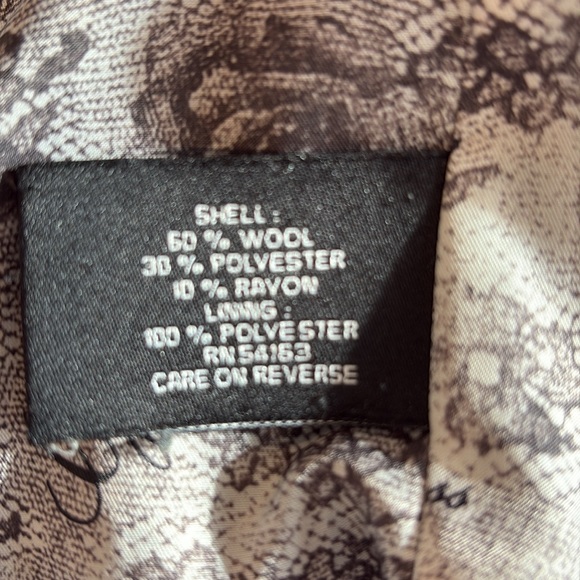 SHELL :
60 % WOOL
30 % POLYESTER
10 % RAYON
LINING :
100 % POLYESTER
RN 54163
CARE ON REVERSE